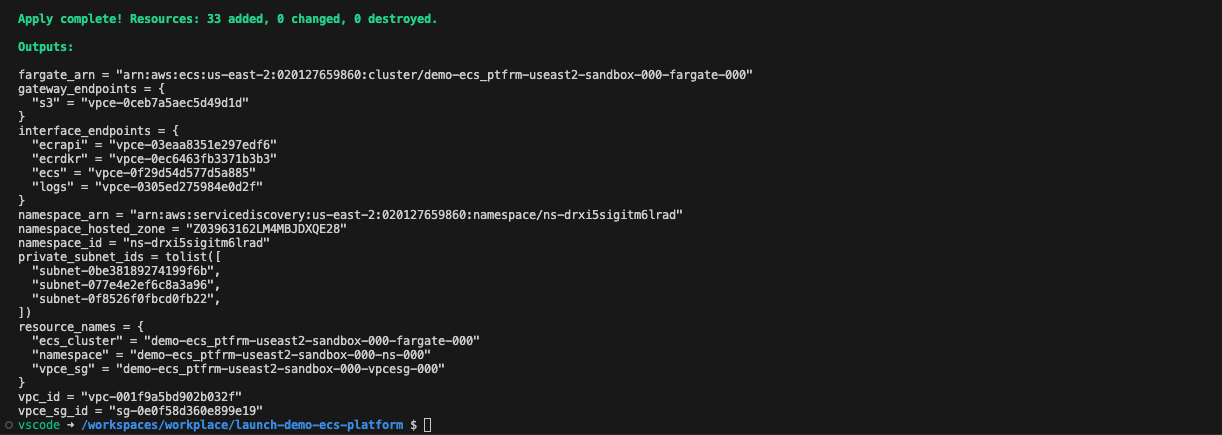 Apply complete! Resources: 33 added, 0 changed, 0 destroyed.
Outputs:
fargate_arn = "arn:aws:ecs:us-east-2:020127659860:cluster/demo-ecs_ptfrm-useast2-sandbox-000-fargate-000"
gateway_endpoints = {
  "s3" = "vpce-0ceb7a5aec5d49d1d"
}
interface_endpoints = {
  "ecrapi" = "vpce-03eaa8351e297edf6"
  "ecrdkr" = "vpce-0ec6463fb3371b3b3"
  "ecs" = "vpce-0f29d54d577d5a885"
  "logs" = "vpce-0305ed275984e0d2f"
}
namespace_arn = "arn:aws:servicediscovery:us-east-2:020127659860:namespace/ns-drxi5sigitm6lrad"
namespace_hosted_zone = "Z03963162LM4MBJDXQE28"
namespace_id = "ns-drxi5sigitm6lrad"
private_subnet_ids = tolist([
  "subnet-0be38189274199f6b",
  "subnet-077e4e2ef6c8a3a96",
  "subnet-0f8526f0fbcd0fb22",
])
resource_names = {
  "ecs_cluster" = "demo-ecs_ptfrm-useast2-sandbox-000-fargate-000"
  "namespace" = "demo-ecs_ptfrm-useast2-sandbox-000-ns-000"
  "vpce_sg" = "demo-ecs_ptfrm-useast2-sandbox-000-vpcesg-000"
}
vpc_id = "vpc-001f9a5bd902b032f"
vpce_sg_id = "sg-0e0f58d360e899e19"
vscode → /workspaces/workplace/launch-demo-ecs-platform $